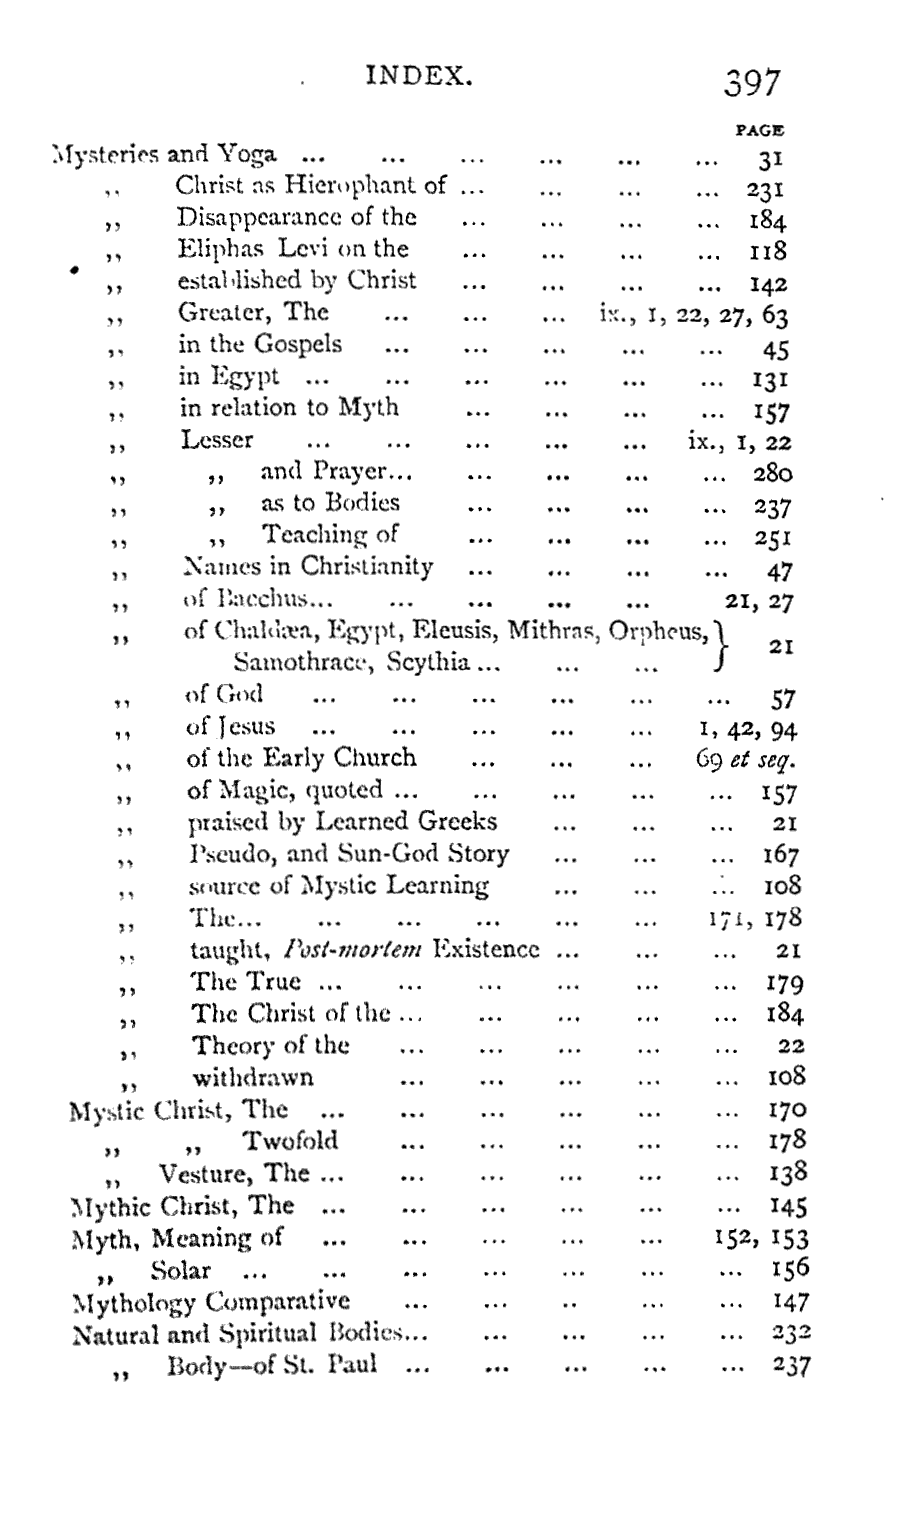 INDEX. 397
PAGE
Mysteries and Yoga ... ... ... ... ... ... 31
,, Christ as Hierophant of ... ... ... ... 231
,, Disappearance of the ... ... ... ... 184
,, Eliphas Levi on the ... ... ... ... 118
,, established by Christ ... ... ... ... 142
,, Greater, The ... ... ... ix., 1, 22, 27, 63
,, in the Gospels ... ... ... ... ... 45
,, in Egypt ... ... ... ... ... ... 131
,, in relation to Myth ... ... ... ... 157
,, Lesser ... ... ... ... ... ix., 1, 22
,, ,, and Prayer... ... ... ... ... 280
,, ,, as to Bodies ... ... ... ... 237
,, ,, Teaching of ... ... ... ... 251
,, Names in Christianity ... ... ... ... 47
,, of Bacchus... ... ... ... ... 21, 27
,, of Chaldæa, Egypt, Eleusis, Mithras, Orpheus, } 21
Samothrace, Scythia ... ... ...
,, of God ... ... ... ... ... ... 57
,, of Jesus ... ... ... ... ... 1, 42, 94
,, of the Early Church ... ... ... 69 et seq.
,, of Magic, quoted ... ... ... ... ... 157
,, praised by Learned Greeks ... ... ... 21
,, Pseudo, and Sun-God Story ... ... ... 167
,, source of Mystic Learning ... ... ... 108
,, The... ... ... ... ... ... 171, 178
,, taught, Post-mortem Existence ... ... ... 21
,, The True ... ... ... ... ... ... 179
,, The Christ of the ... ... ... ... ... 184
,, Theory of the ... ... ... ... ... 22
,, withdrawn ... ... ... ... ... 108
Mystic Christ, The ... ... ... ... ... ... 170
,, ,, Twofold ... ... ... ... ... 178
,, Vesture, The ... ... ... ... ... ... 138
Mythic Christ, The ... ... ... ... ... ... 145
Myth, Meaning of ... ... ... ... ... 152, 153
,, Solar ... ... ... ... ... ... ... 156
Mythology Comparative ... ... .. ... ... 147
Natural and Spiritual Bodies... ... ... ... ... 232
,, Body—of St. Paul ... ... ... ... ... 237